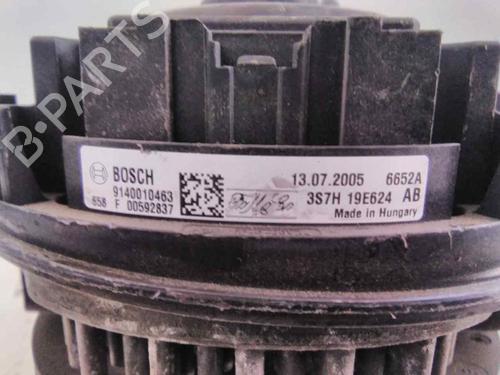 B-PARTS
BOSCH 13.07.2005 6652A
9140010463 3S7H 19E624 AB
658 F 00592837 Made in Hungary